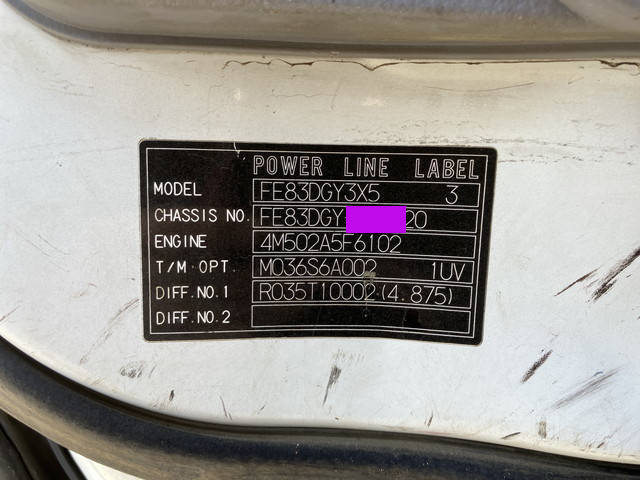 POWER LINE LABEL
MODEL FE83DGY3X5 3
CHASSIS NO. FE83DGY 20
ENGINE 4M502A5F6102
T/M·OPT. M036S6A002 1UV
DIFF.NO.1 R035T10002(4.875)
DIFF.NO.2